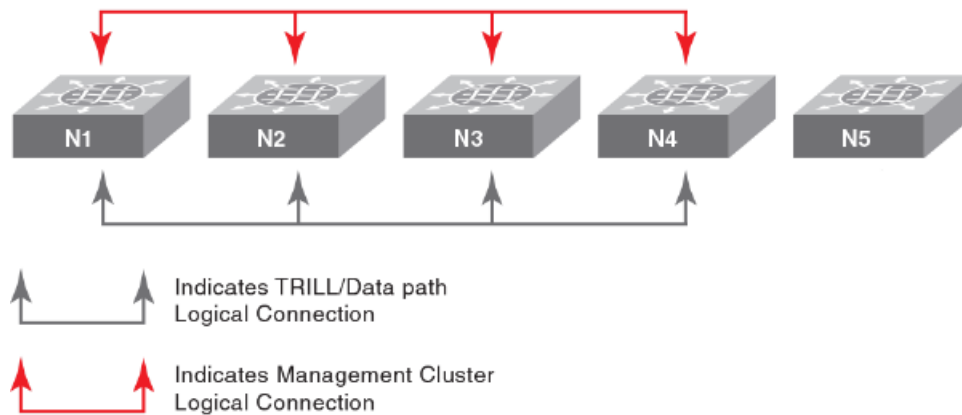 N1 N2 N3 N4 N5
Indicates TRILL/Data path
Logical Connection
Indicates Management Cluster
Logical Connection